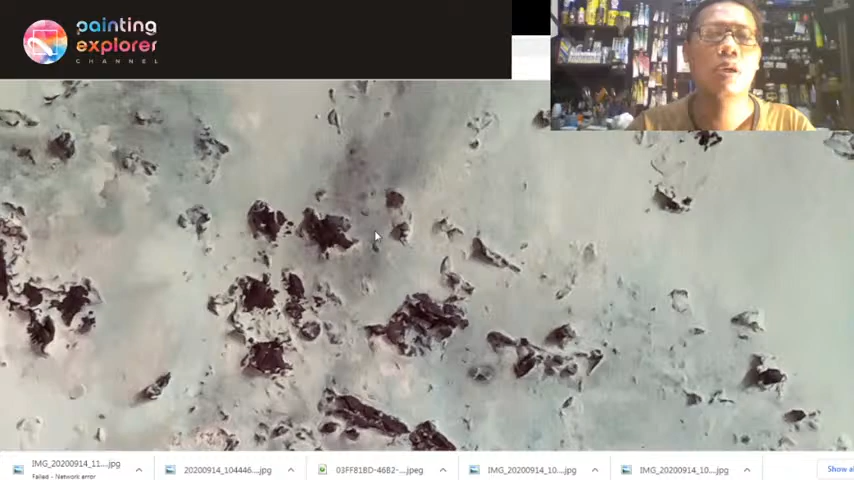 painting
explorer
CHANNEL
IMG_20200914_11....jpg
Failed - Network error
20200914_104446....jpg
03FF81BD-46B2-....jpeg
IMG_20200914_10....jpg
IMG_20200914_10....jpg
Show al